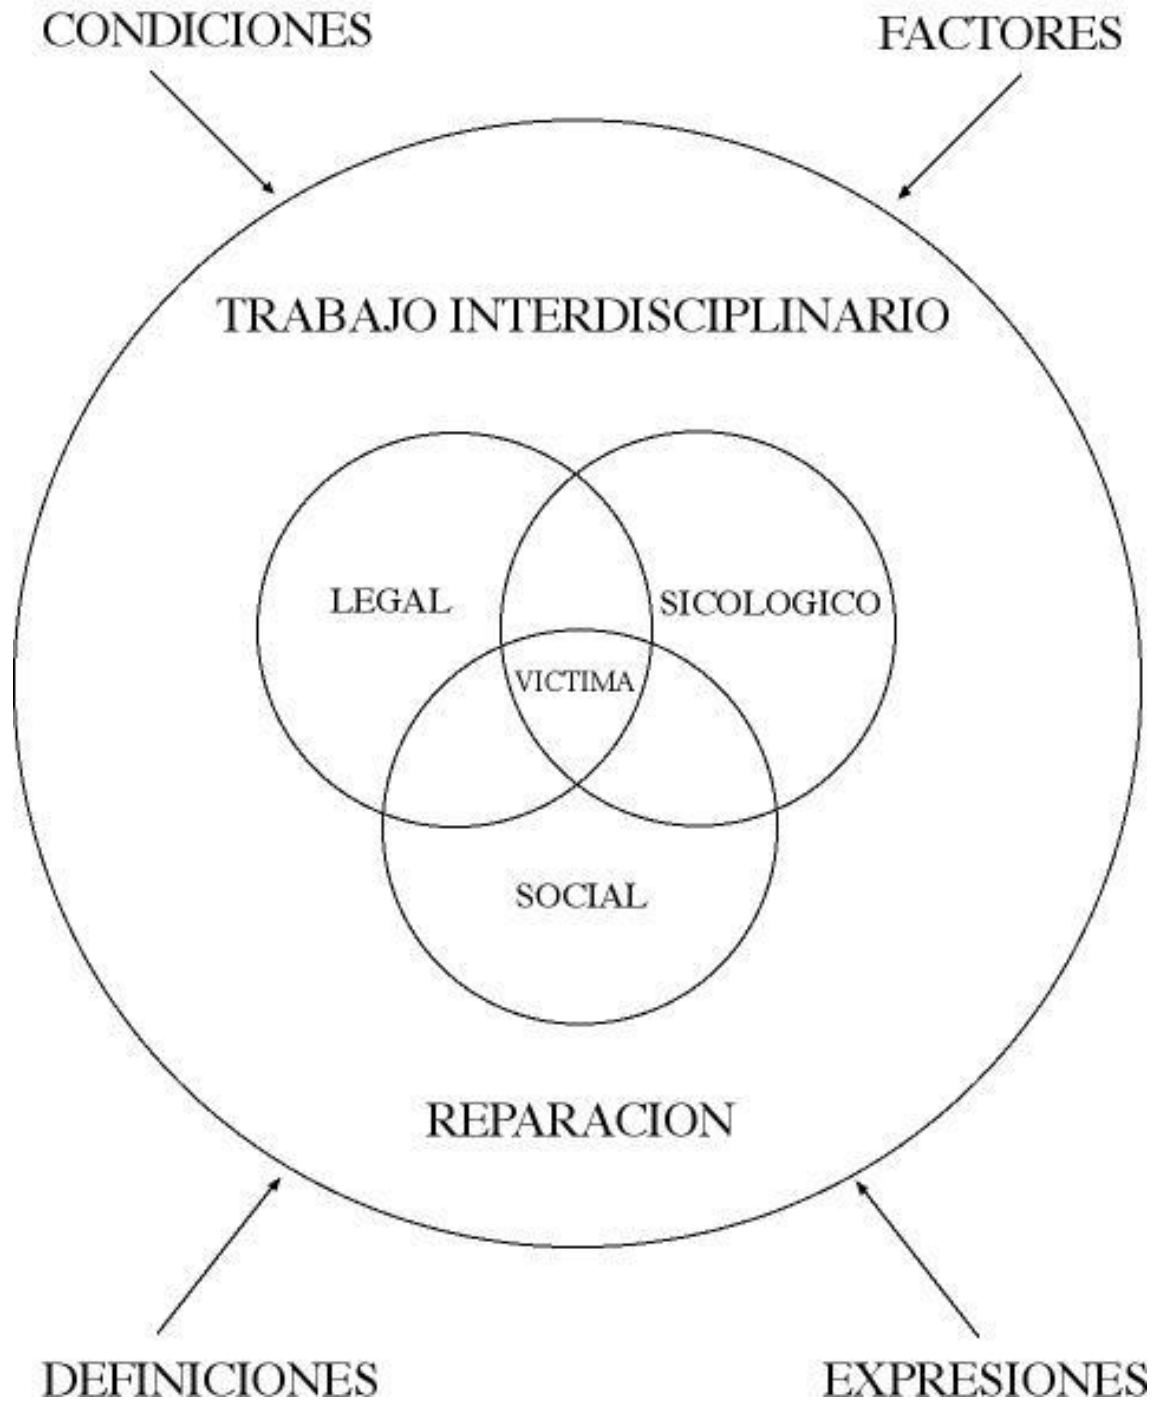 CONDICIONES
FACTORES
TRABAJO INTERDISCIPLINARIO
LEGAL
SICOLOGICO
VICTIMA
SOCIAL
REPARACION
DEFINICIONES
EXPRESIONES